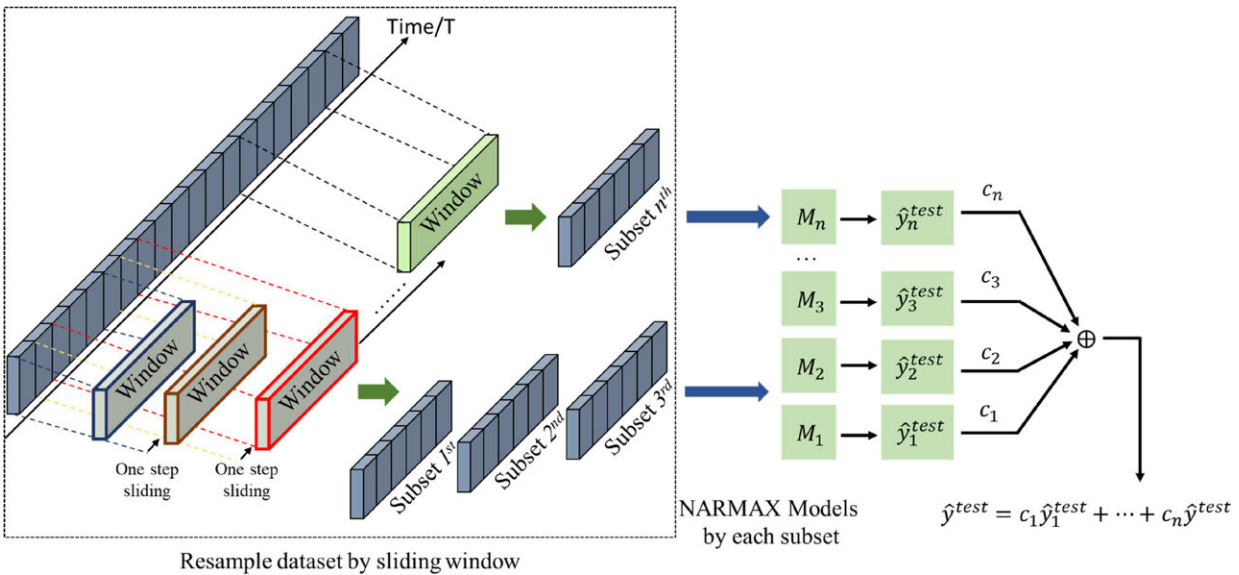 Time/T
Window
Subset nᵗʰ
Window
Window
Window
One step
sliding
One step
sliding
Subset 1ˢᵗ
Subset 2ⁿᵈ
Subset 3ʳᵈ
Resample dataset by sliding window
Mₙ
ŷₙᵗᵉˢᵗ
cₙ
...
M₃
ŷ₃ᵗᵉˢᵗ
c₃
M₂
ŷ₂ᵗᵉˢᵗ
c₂
M₁
ŷ₁ᵗᵉˢᵗ
c₁
⊕
NARMAX Models
by each subset
ŷᵗᵉˢᵗ = c₁ŷ₁ᵗᵉˢᵗ + ⋯ + cₙŷᵗᵉˢᵗ